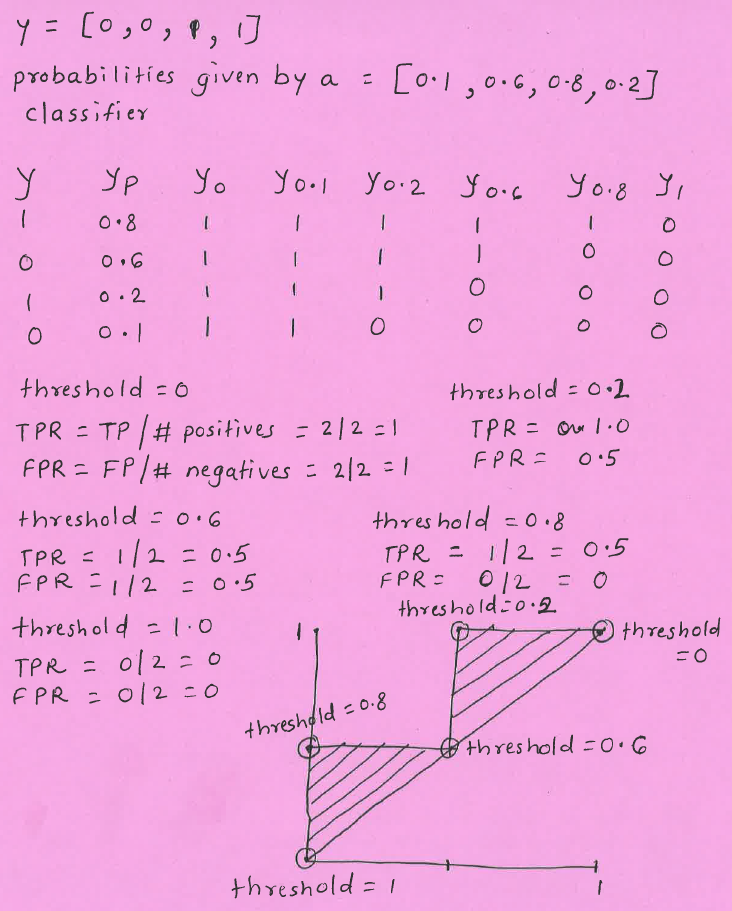 y = [0,0, 1, 1]
probabilities given by a = [0.1, 0.6, 0.8, 0.2]
classifier
y yp y0 y0.1 y0.2 y0.6 y0.8 y1
1 0.8 1 1 1 1 1 0
0 0.6 1 1 1 1 0 0
1 0.2 1 1 1 0 0 0
0 0.1 1 1 0 0 0 0
threshold = 0
TPR = TP/# positives = 2/2 = 1
FPR = FP/# negatives = 2/2 = 1
threshold = 0.2
TPR = 1.0
FPR = 0.5
threshold = 0.6
TPR = 1/2 = 0.5
FPR = 1/2 = 0.5
threshold = 0.8
TPR = 1/2 = 0.5
FPR = 0/2 = 0
threshold = 1.0
TPR = 0/2 = 0
FPR = 0/2 = 0
threshold = 0.2
1
threshold
= 0
threshold = 0.8
threshold = 0.6
threshold = 1
1